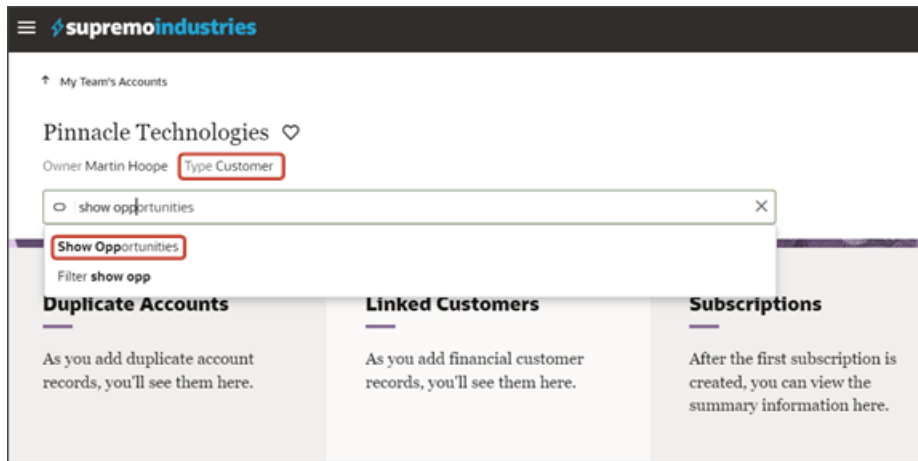 supremoindustries
My Team's Accounts
Pinnacle Technologies
Owner Martin Hoope Type Customer
show opportunities
Show Opportunities
Filter show opp
Duplicate Accounts
As you add duplicate account
records, you'll see them here.
Linked Customers
As you add financial customer
records, you'll see them here.
Subscriptions
After the first subscription is
created, you can view the
summary information here.